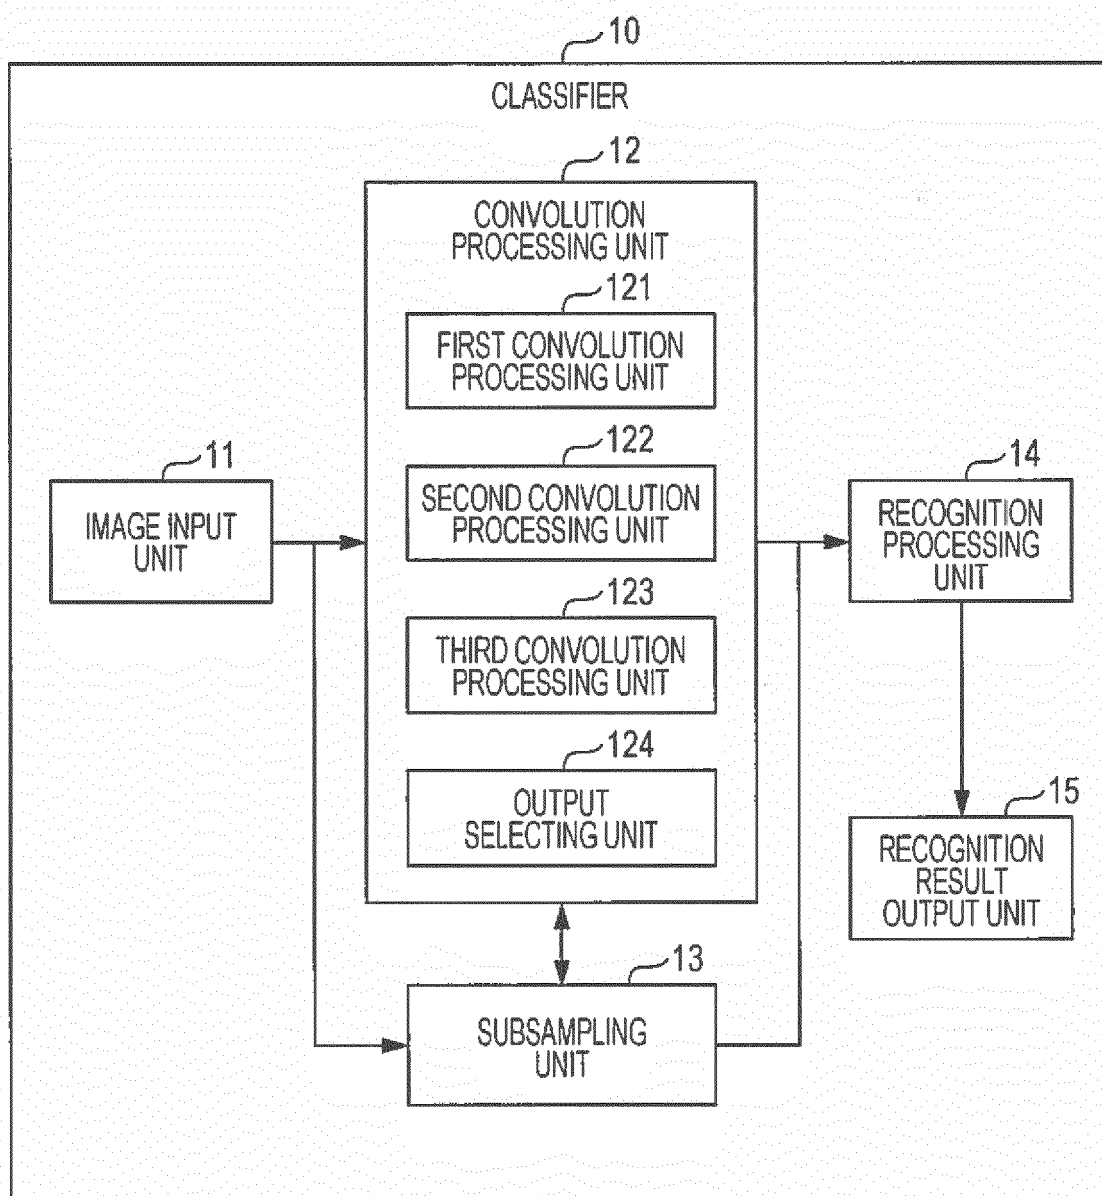 10
CLASSIFIER
12
CONVOLUTION
PROCESSING UNIT
121
FIRST CONVOLUTION
PROCESSING UNIT
122
SECOND CONVOLUTION
PROCESSING UNIT
123
THIRD CONVOLUTION
PROCESSING UNIT
124
OUTPUT
SELECTING UNIT
11
IMAGE INPUT
UNIT
14
RECOGNITION
PROCESSING
UNIT
15
RECOGNITION
RESULT
OUTPUT UNIT
13
SUBSAMPLING
UNIT